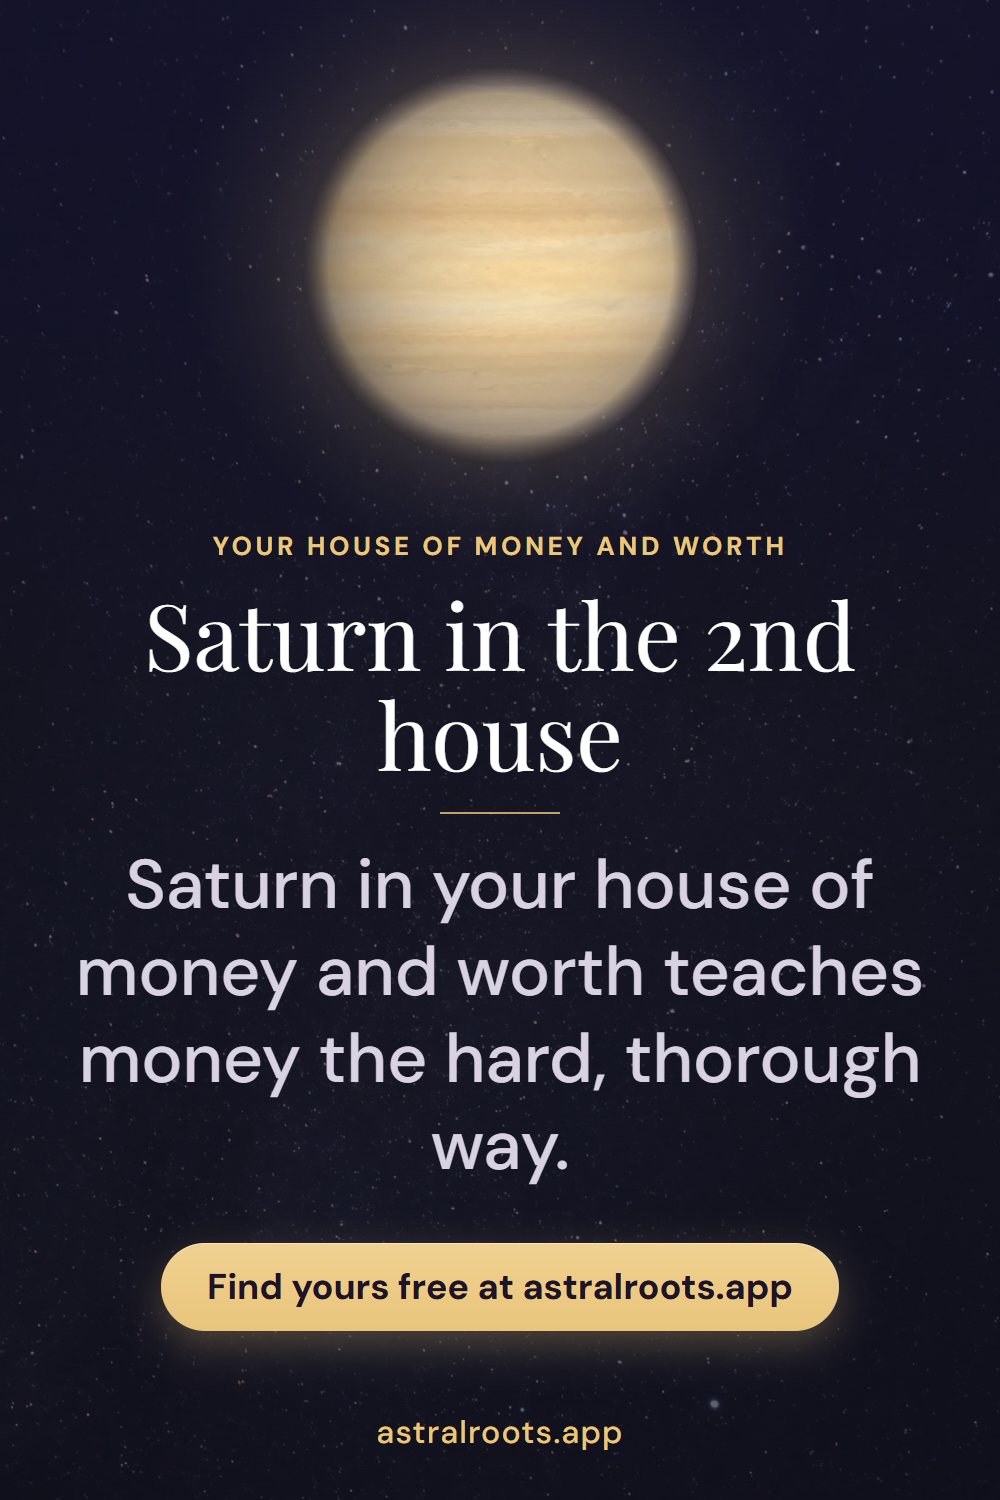 YOUR HOUSE OF MONEY AND WORTH
Saturn in the 2nd
house
Saturn in your house of
money and worth teaches
money the hard, thorough
way.
Find yours free at astralroots.app
astralroots.app